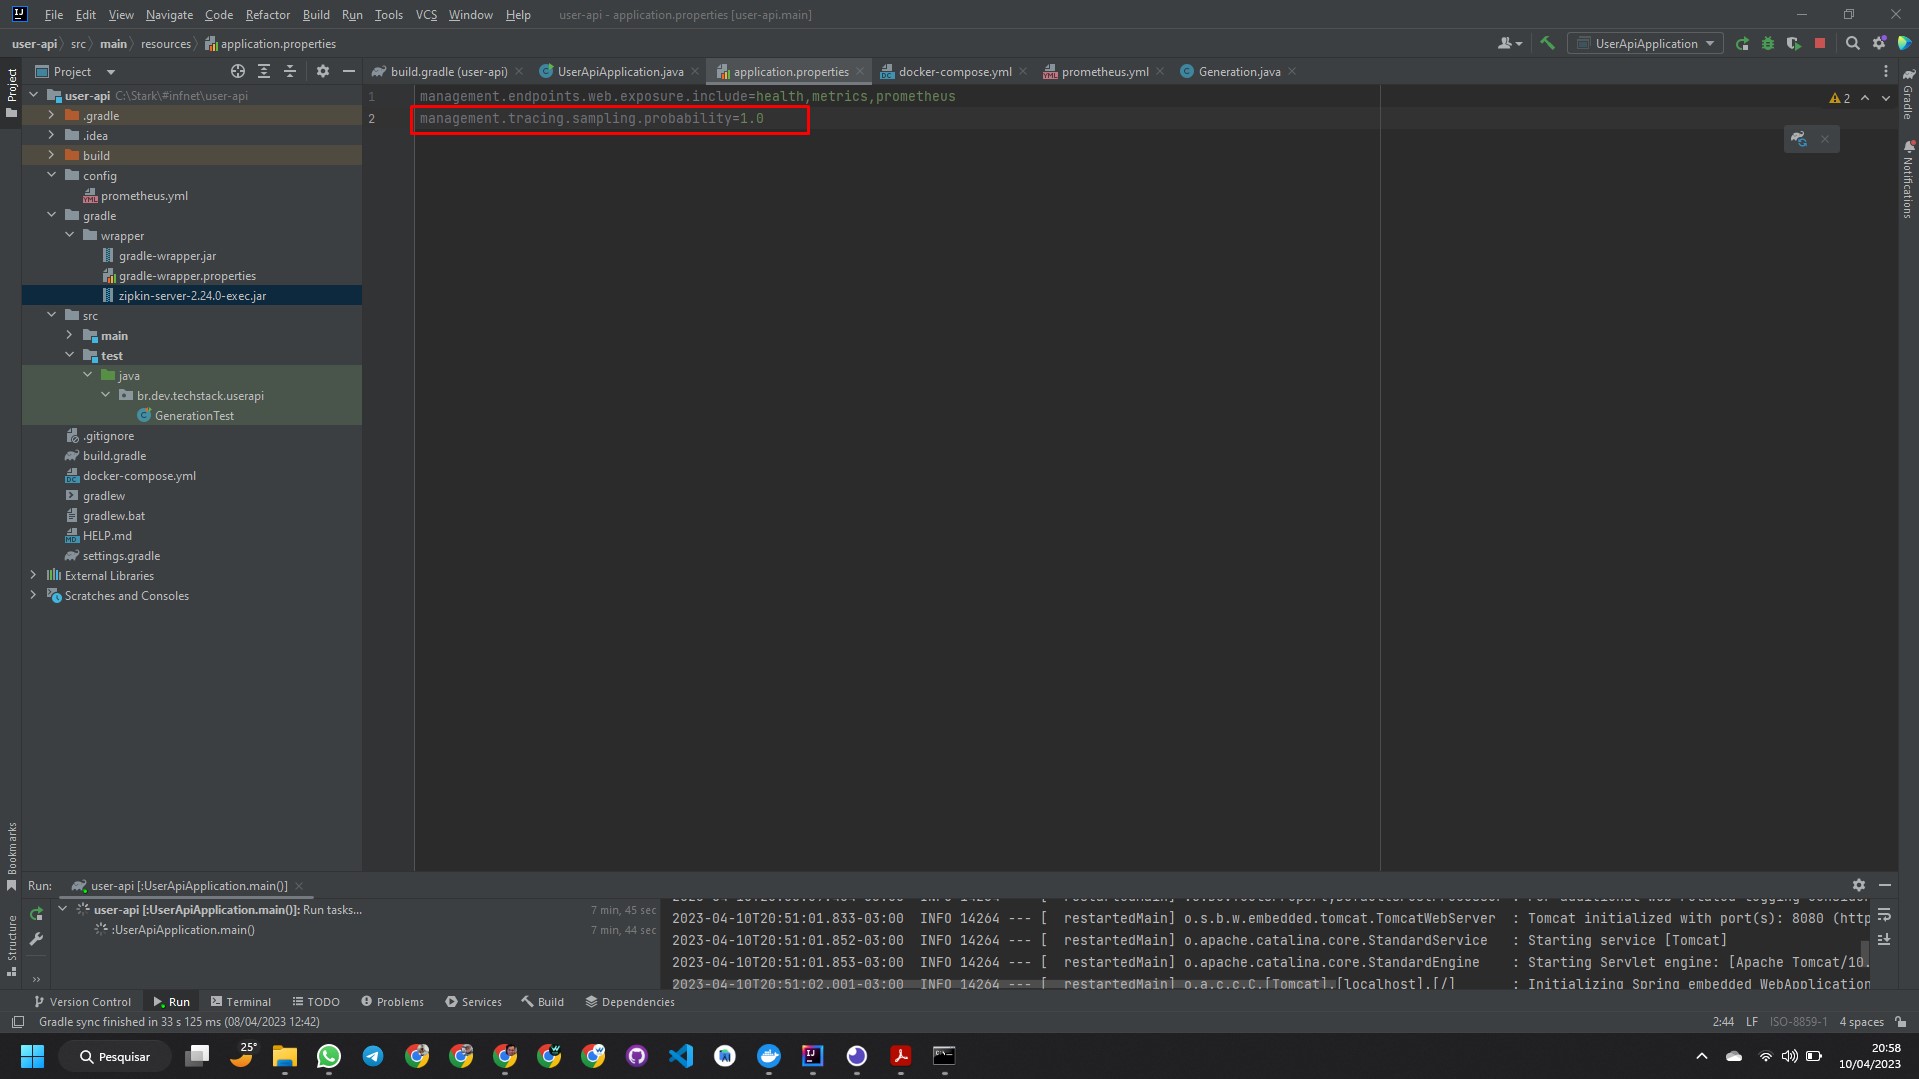 File Edit View Navigate Code Refactor Build Run Tools VCS Window Help user-api - application.properties [user-api.main]
user-api src main resources application.properties
UserApiApplication
Project
build.gradle (user-api) UserApiApplication.java application.properties docker-compose.yml prometheus.yml Generation.java
Project
Gradle
Notifications
user-api C:\Stark\#infnet\user-api
.gradle
.idea
build
config
prometheus.yml
gradle
wrapper
gradle-wrapper.jar
gradle-wrapper.properties
zipkin-server-2.24.0-exec.jar
src
main
test
java
br.dev.techstack.userapi
GenerationTest
.gitignore
build.gradle
docker-compose.yml
gradlew
gradlew.bat
HELP.md
settings.gradle
External Libraries
Scratches and Consoles
1 management.endpoints.web.exposure.include=health,metrics,prometheus
2 management.tracing.sampling.probability=1.0
2
Bookmarks
Structure
Run: user-api [:UserApiApplication.main()]
user-api [:UserApiApplication.main()]: Run tasks... 7 min, 45 sec
:UserApiApplication.main() 7 min, 44 sec
2023-04-10T20:51:01.833-03:00 INFO 14264 --- [ restartedMain] o.s.b.w.embedded.tomcat.TomcatWebServer : Tomcat initialized with port(s): 8080 (http
2023-04-10T20:51:01.852-03:00 INFO 14264 --- [ restartedMain] o.apache.catalina.core.StandardService : Starting service [Tomcat]
2023-04-10T20:51:01.853-03:00 INFO 14264 --- [ restartedMain] o.apache.catalina.core.StandardEngine : Starting Servlet engine: [Apache Tomcat/10.
2023-04-10T20:51:02.001-03:00 INFO 14264 --- [ restartedMain] o.a.c.c.C.[Tomcat].[localhost].[/] : Initializing Spring embedded WebApplication
Version Control Run Terminal TODO Problems Services Build Dependencies
Gradle sync finished in 33 s 125 ms (08/04/2023 12:42) 2:44 LF ISO-8859-1 4 spaces
Pesquisar 25°
20:58
10/04/2023